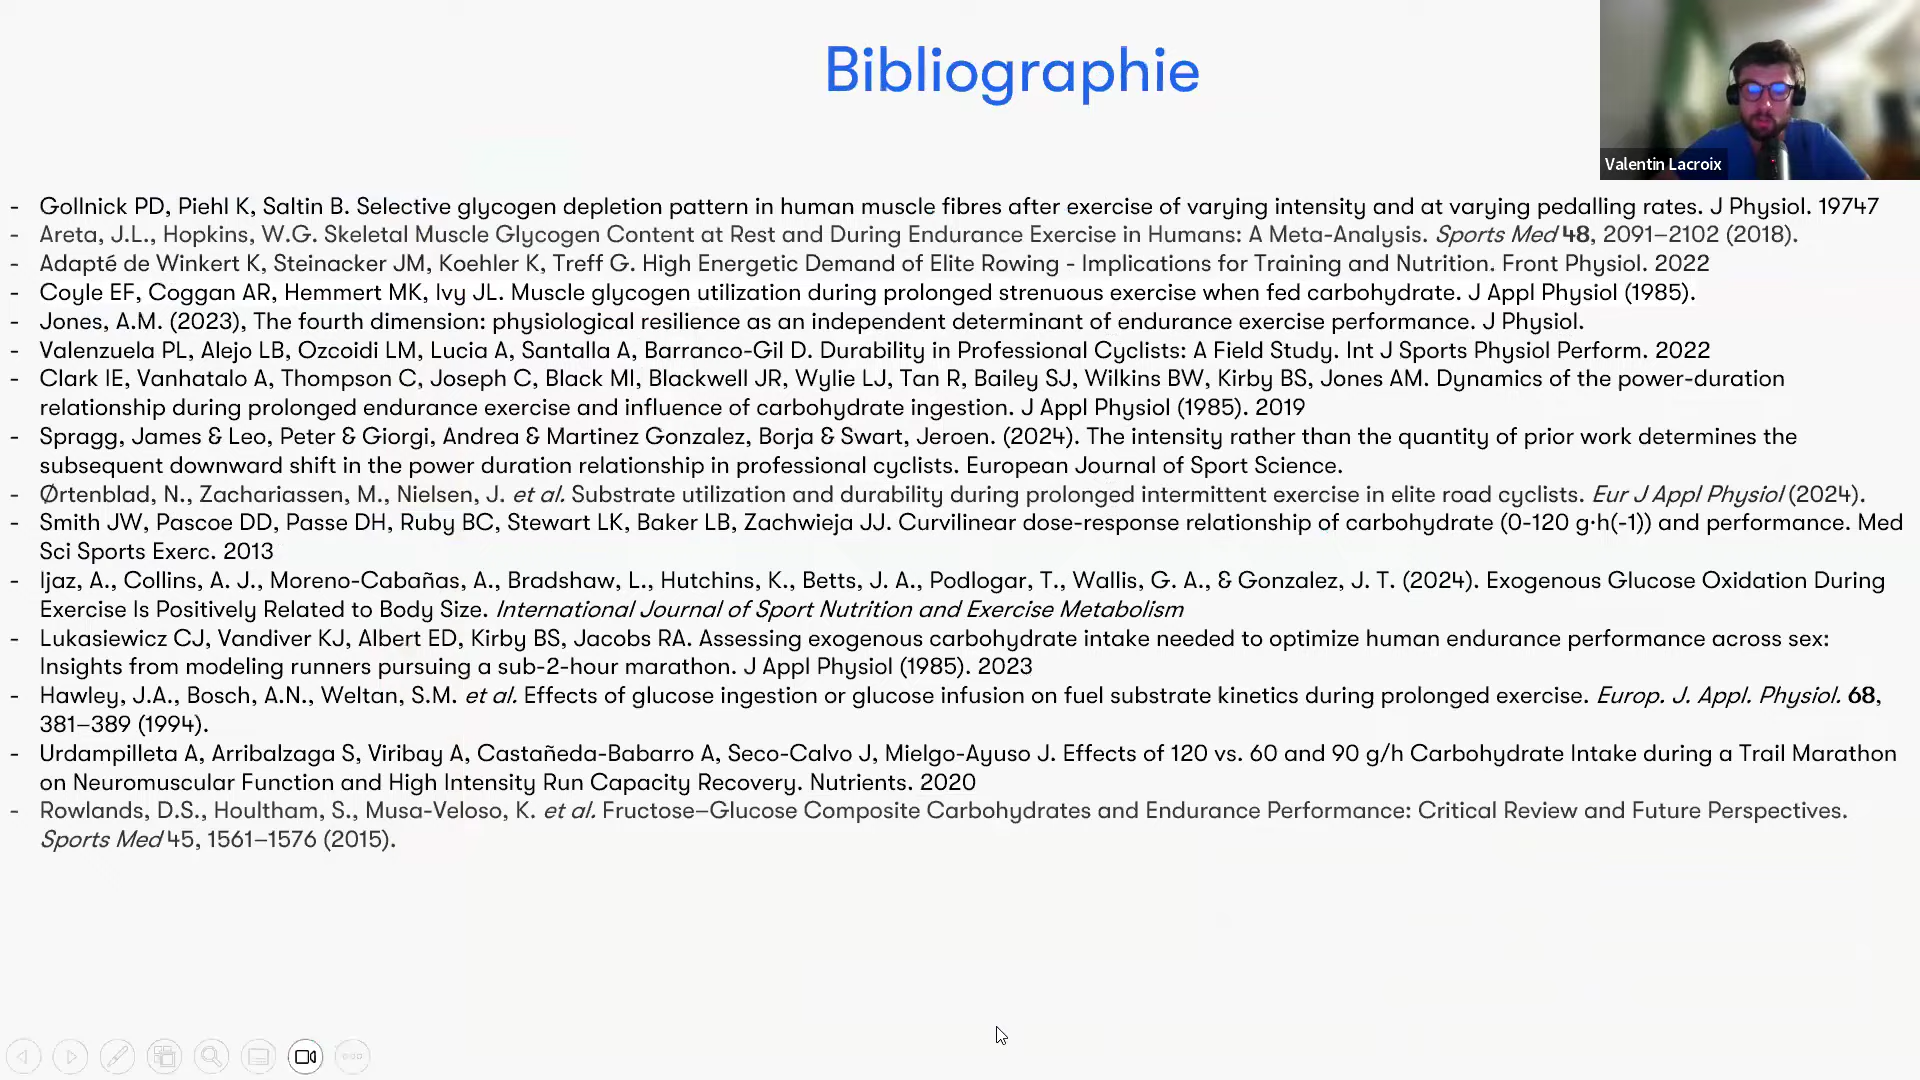 Bibliographie
Valentin Lacroix
- Gollnick PD, Piehl K, Saltin B. Selective glycogen depletion pattern in human muscle fibres after exercise of varying intensity and at varying pedalling rates. J Physiol. 19747
- Areta, J.L., Hopkins, W.G. Skeletal Muscle Glycogen Content at Rest and During Endurance Exercise in Humans: A Meta-Analysis. Sports Med 48, 2091–2102 (2018).
- Adapté de Winkert K, Steinacker JM, Koehler K, Treff G. High Energetic Demand of Elite Rowing - Implications for Training and Nutrition. Front Physiol. 2022
- Coyle EF, Coggan AR, Hemmert MK, Ivy JL. Muscle glycogen utilization during prolonged strenuous exercise when fed carbohydrate. J Appl Physiol (1985).
- Jones, A.M. (2023), The fourth dimension: physiological resilience as an independent determinant of endurance exercise performance. J Physiol.
- Valenzuela PL, Alejo LB, Ozcoidi LM, Lucia A, Santalla A, Barranco-Gil D. Durability in Professional Cyclists: A Field Study. Int J Sports Physiol Perform. 2022
- Clark IE, Vanhatalo A, Thompson C, Joseph C, Black MI, Blackwell JR, Wylie LJ, Tan R, Bailey SJ, Wilkins BW, Kirby BS, Jones AM. Dynamics of the power-duration
relationship during prolonged endurance exercise and influence of carbohydrate ingestion. J Appl Physiol (1985). 2019
- Spragg, James & Leo, Peter & Giorgi, Andrea & Martinez Gonzalez, Borja & Swart, Jeroen. (2024). The intensity rather than the quantity of prior work determines the
subsequent downward shift in the power duration relationship in professional cyclists. European Journal of Sport Science.
- Ørtenblad, N., Zachariassen, M., Nielsen, J. et al. Substrate utilization and durability during prolonged intermittent exercise in elite road cyclists. Eur J Appl Physiol (2024).
- Smith JW, Pascoe DD, Passe DH, Ruby BC, Stewart LK, Baker LB, Zachwieja JJ. Curvilinear dose-response relationship of carbohydrate (0-120 g·h(-1)) and performance. Med
Sci Sports Exerc. 2013
- Ijaz, A., Collins, A. J., Moreno-Cabañas, A., Bradshaw, L., Hutchins, K., Betts, J. A., Podlogar, T., Wallis, G. A., & Gonzalez, J. T. (2024). Exogenous Glucose Oxidation During
Exercise Is Positively Related to Body Size. International Journal of Sport Nutrition and Exercise Metabolism
- Lukasiewicz CJ, Vandiver KJ, Albert ED, Kirby BS, Jacobs RA. Assessing exogenous carbohydrate intake needed to optimize human endurance performance across sex:
Insights from modeling runners pursuing a sub-2-hour marathon. J Appl Physiol (1985). 2023
- Hawley, J.A., Bosch, A.N., Weltan, S.M. et al. Effects of glucose ingestion or glucose infusion on fuel substrate kinetics during prolonged exercise. Europ. J. Appl. Physiol. 68,
381–389 (1994).
- Urdampilleta A, Arribalzaga S, Viribay A, Castañeda-Babarro A, Seco-Calvo J, Mielgo-Ayuso J. Effects of 120 vs. 60 and 90 g/h Carbohydrate Intake during a Trail Marathon
on Neuromuscular Function and High Intensity Run Capacity Recovery. Nutrients. 2020
- Rowlands, D.S., Houltham, S., Musa-Veloso, K. et al. Fructose–Glucose Composite Carbohydrates and Endurance Performance: Critical Review and Future Perspectives.
Sports Med 45, 1561–1576 (2015).